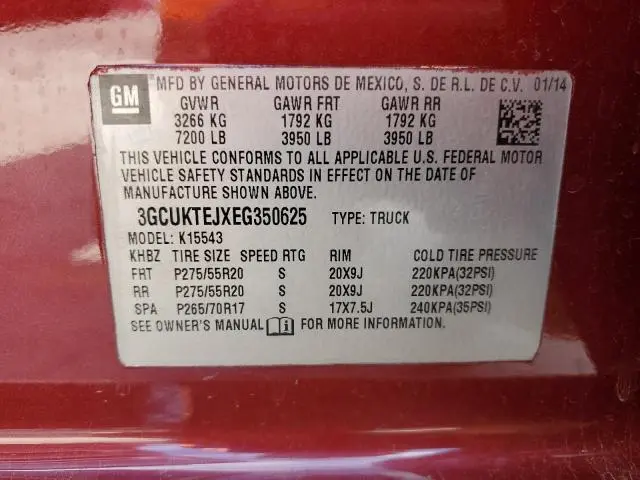 GM
MFD BY GENERAL MOTORS DE MEXICO, S. DE R.L. DE C.V. 01/14
GVWR GAWR FRT GAWR RR
3266 KG 1792 KG 1792 KG
7200 LB 3950 LB 3950 LB
THIS VEHICLE CONFORMS TO ALL APPLICABLE U.S. FEDERAL MOTOR
VEHICLE SAFETY STANDARDS IN EFFECT ON THE DATE OF
MANUFACTURE SHOWN ABOVE.
3GCUKTEJXEG350625 TYPE: TRUCK
MODEL: K15543
KHBZ TIRE SIZE SPEED RTG RIM COLD TIRE PRESSURE
FRT P275/55R20 S 20X9J 220KPA(32PSI)
RR P275/55R20 S 20X9J 220KPA(32PSI)
SPA P265/70R17 S 17X7.5J 240KPA(35PSI)
SEE OWNER'S MANUAL i FOR MORE INFORMATION.